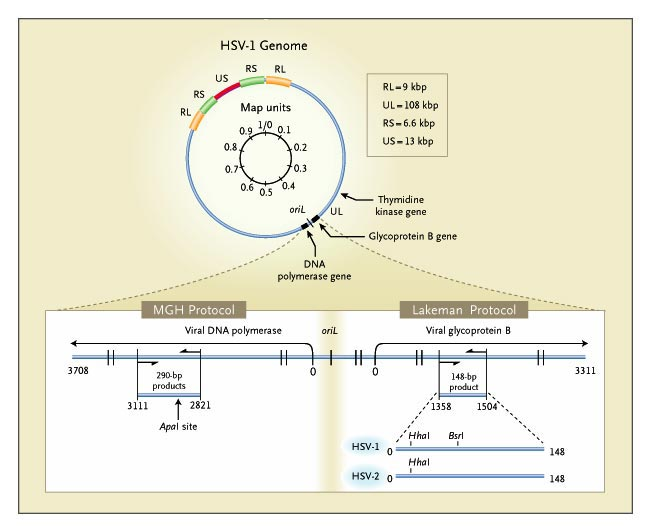 HSV-1 Genome
RS
RL
US
RS
RL
Map units
1/0
0.1
0.2
0.3
0.4
0.5
0.6
0.7
0.8
0.9
RL=9 kbp
UL=108 kbp
RS=6.6 kbp
US=13 kbp
oriL
UL
Thymidine
kinase gene
Glycoprotein B gene
DNA
polymerase gene
MGH Protocol
Lakeman Protocol
Viral DNA polymerase
oriL
Viral glycoprotein B
3708
0
0
3311
290-bp
products
148-bp
product
3111
2821
1358
1504
ApaI site
HSV-1
0
HhaI
BsrI
148
HSV-2
0
HhaI
148